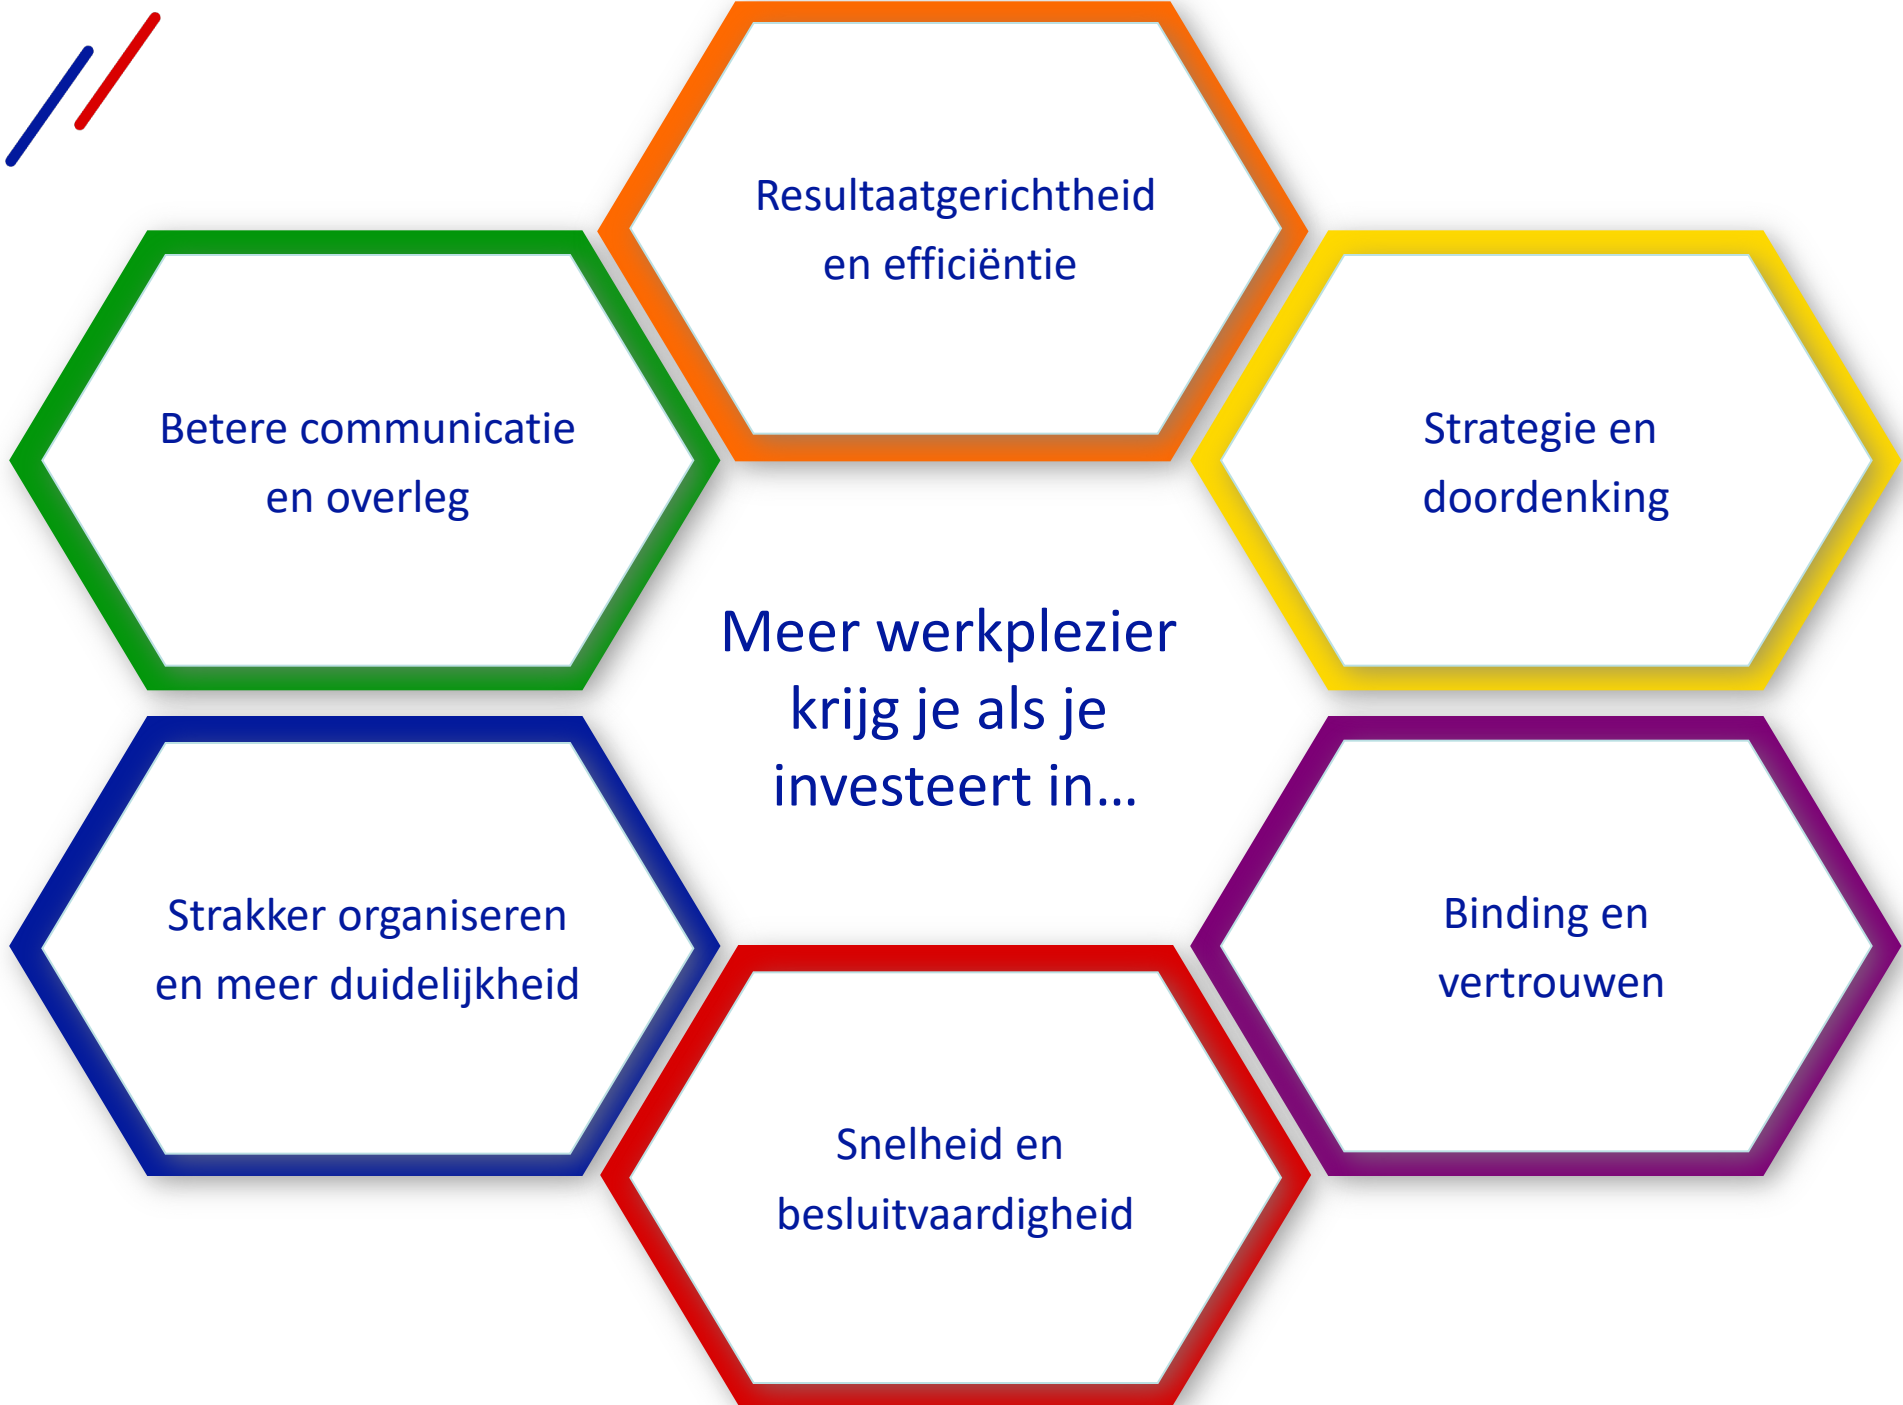 Resultaatgerichtheid
en efficiëntie
Betere communicatie
en overleg
Strategie en
doordenking
Meer werkplezier
krijg je als je
investeert in…
Strakker organiseren
en meer duidelijkheid
Binding en
vertrouwen
Snelheid en
besluitvaardigheid